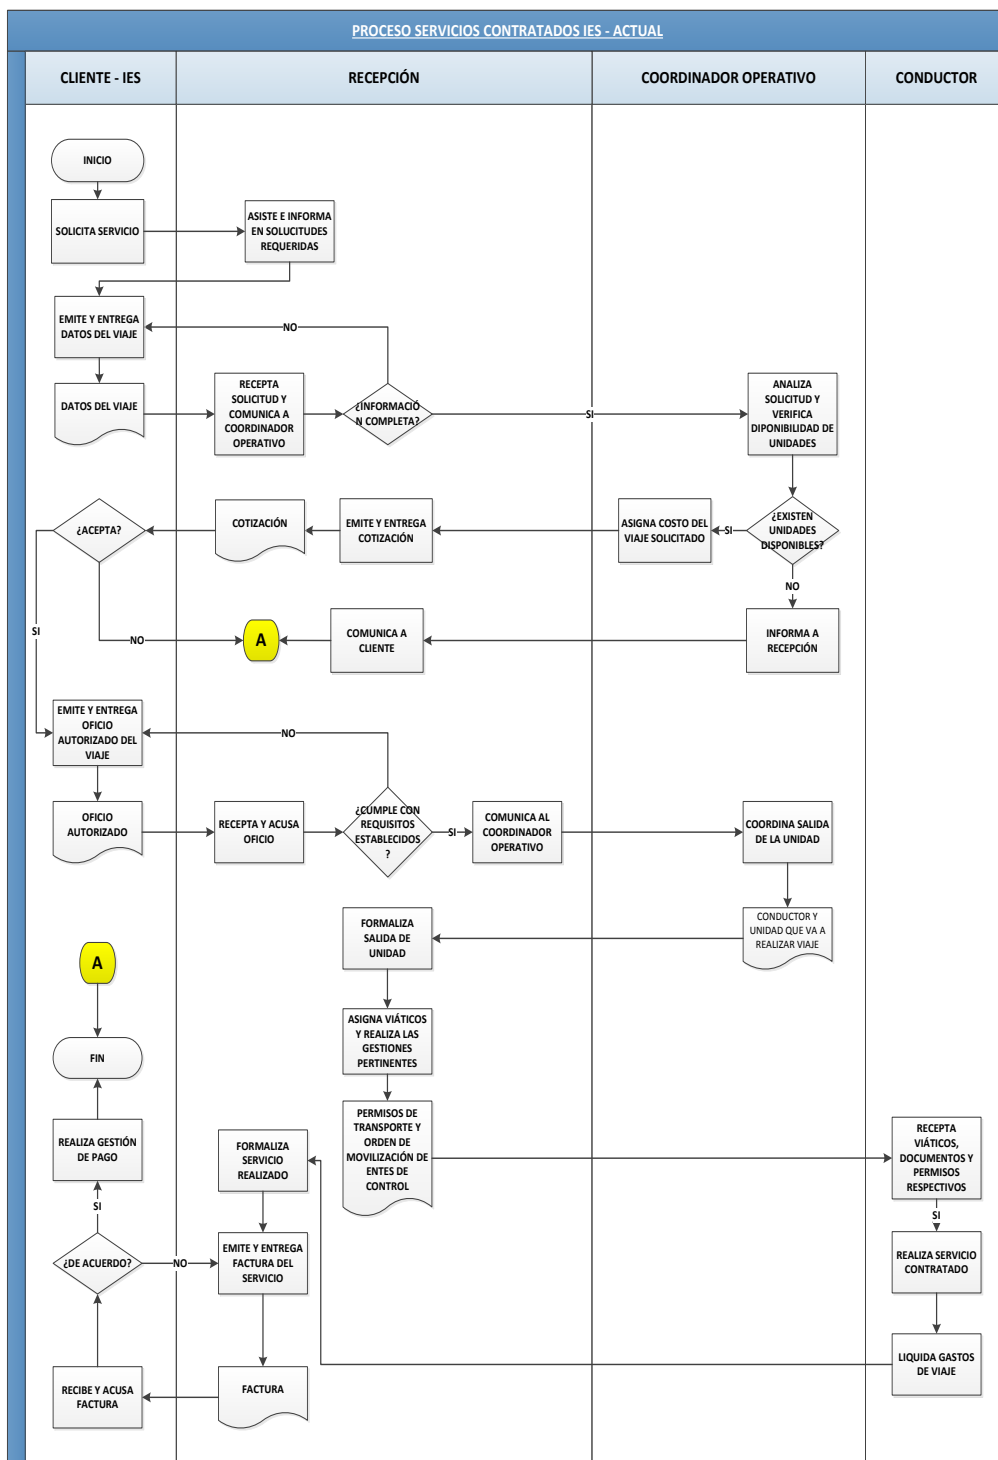 PROCESO SERVICIOS CONTRATADOS IES - ACTUAL
CLIENTE - IES
RECEPCIÓN
COORDINADOR OPERATIVO
CONDUCTOR
INICIO
SOLICITA SERVICIO
ASISTE E INFORMA
EN SOLUCITUDES
REQUERIDAS
EMITE Y ENTREGA
DATOS DEL VIAJE
NO
DATOS DEL VIAJE
RECEPTA
SOLICITUD Y
COMUNICA A
COORDINADOR
OPERATIVO
¿INFORMACIÓ
N COMPLETA?
SI
ANALIZA
SOLICITUD Y
VERIFICA
DIPONIBILIDAD DE
UNIDADES
¿ACEPTA?
COTIZACIÓN
EMITE Y ENTREGA
COTIZACIÓN
ASIGNA COSTO DEL
VIAJE SOLICITADO
SI
¿EXISTEN
UNIDADES
DISPONIBLES?
NO
SI
NO
A
COMUNICA A
CLIENTE
INFORMA A
RECEPCIÓN
EMITE Y ENTREGA
OFICIO
AUTORIZADO DEL
VIAJE
NO
OFICIO
AUTORIZADO
RECEPTA Y ACUSA
OFICIO
¿CÚMPLE CON
REQUISITOS
ESTABLECIDOS
?
SI
COMUNICA AL
COORDINADOR
OPERATIVO
COORDINA SALIDA
DE LA UNIDAD
FORMALIZA
SALIDA DE
UNIDAD
CONDUCTOR Y
UNIDAD QUE VA A
REALIZAR VIAJE
A
ASIGNA VIÁTICOS
Y REALIZA LAS
GESTIONES
PERTINENTES
FIN
PERMISOS DE
TRANSPORTE Y
ORDEN DE
MOVILIZACIÓN DE
ENTES DE
CONTROL
RECEPTA
VIÁTICOS,
DOCUMENTOS Y
PERMISOS
RESPECTIVOS
REALIZA GESTIÓN
DE PAGO
FORMALIZA
SERVICIO
REALIZADO
SI
SI
¿DE ACUERDO?
NO
EMITE Y ENTREGA
FACTURA DEL
SERVICIO
REALIZA SERVICIO
CONTRATADO
LIQUIDA GASTOS
DE VIAJE
RECIBE Y ACUSA
FACTURA
FACTURA